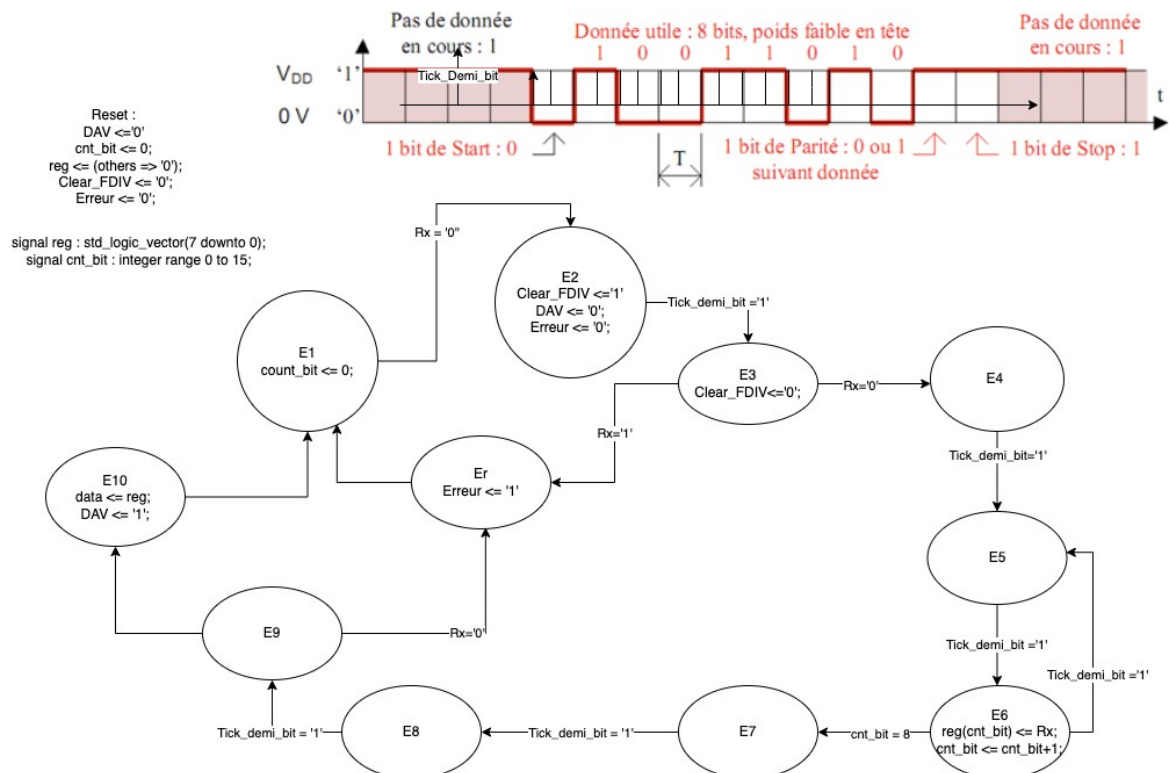 Pas de donnée
en cours : 1
Donnée utile : 8 bits, poids faible en tête
1 0 0 1 1 0 1 0
Pas de donnée
en cours : 1
VDD '1'
Tick_Demi_bit
0 V '0'
t
1 bit de Start : 0
T
1 bit de Parité : 0 ou 1
suivant donnée
1 bit de Stop : 1
Reset :
DAV <='0'
cnt_bit <= 0;
reg <= (others => '0');
Clear_FDIV <= '0';
Erreur <= '0';
signal reg : std_logic_vector(7 downto 0);
signal cnt_bit : integer range 0 to 15;
Rx = '0"
E2
Clear_FDIV <='1'
DAV <= '0';
Erreur <= '0';
Tick_demi_bit ='1'
E1
count_bit <= 0;
E3
Clear_FDIV<='0';
Rx='0'
E4
Rx='1'
Tick_demi_bit='1'
E10
data <= reg;
DAV <= '1';
Er
Erreur <= '1'
E5
E9
Rx='0'
Tick_demi_bit ='1'
Tick_demi_bit ='1'
E6
reg(cnt_bit) <= Rx;
cnt_bit <= cnt_bit+1;
cnt_bit = 8
E7
Tick_demi_bit = '1'
E8
Tick_demi_bit = '1'